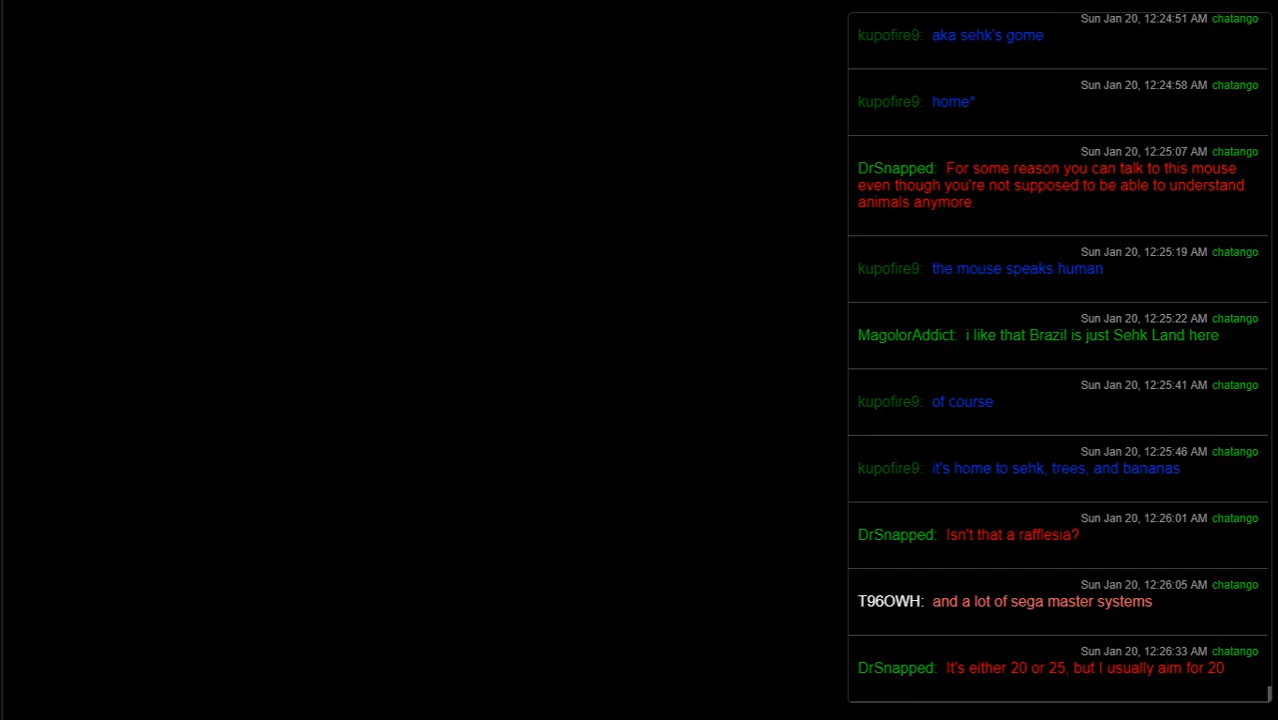 Sun Jan 20, 12:24:51 AM chatango
kupofire9: aka sehk's gome
Sun Jan 20, 12:24:58 AM chatango
kupofire9: home*
Sun Jan 20, 12:25:07 AM chatango
DrSnapped: For some reason you can talk to this mouse
even though you're not supposed to be able to understand
animals anymore.
Sun Jan 20, 12:25:19 AM chatango
kupofire9: the mouse speaks human
Sun Jan 20, 12:25:22 AM chatango
MagolorAddict: i like that Brazil is just Sehk Land here
Sun Jan 20, 12:25:41 AM chatango
kupofire9: of course
Sun Jan 20, 12:25:46 AM chatango
kupofire9: it's home to sehk, trees, and bananas
Sun Jan 20, 12:26:01 AM chatango
DrSnapped: Isn't that a rafflesia?
Sun Jan 20, 12:26:05 AM chatango
T96OWH: and a lot of sega master systems
Sun Jan 20, 12:26:33 AM chatango
DrSnapped: It's either 20 or 25, but I usually aim for 20